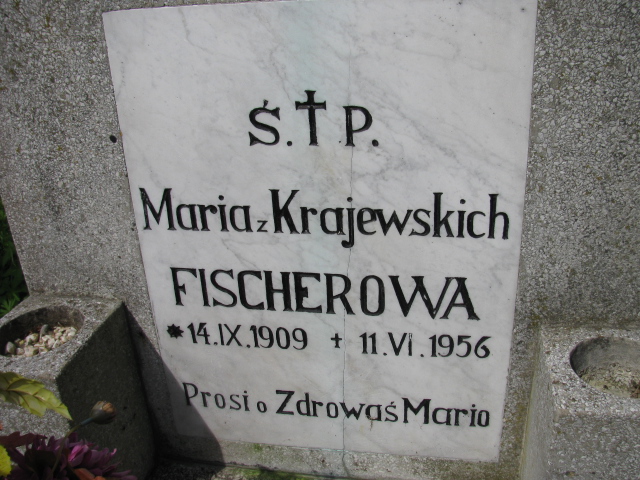 Ś.†P.
Maria z Krajewskich
FISCHEROWA
* 14.IX.1909 + 11.VI.1956
Prosi o Zdrowaś Mario